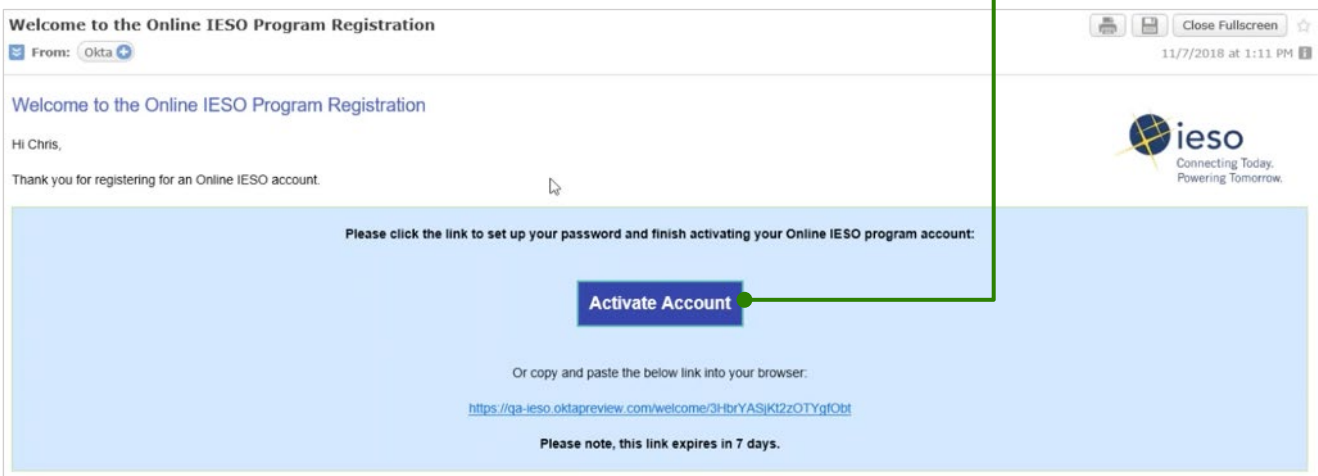 Welcome to the Online IESO Program Registration
Close Fullscreen
From: Okta
11/7/2018 at 1:11 PM
Welcome to the Online IESO Program Registration
Hi Chris,
ieso
Connecting Today.
Powering Tomorrow.
Thank you for registering for an Online IESO account.
Please click the link to set up your password and finish activating your Online IESO program account:
Activate Account
Or copy and paste the below link into your browser:
https://qa-ieso.oktapreview.com/welcome/3HbrYASjKt2zOTYgfObt
Please note, this link expires in 7 days.